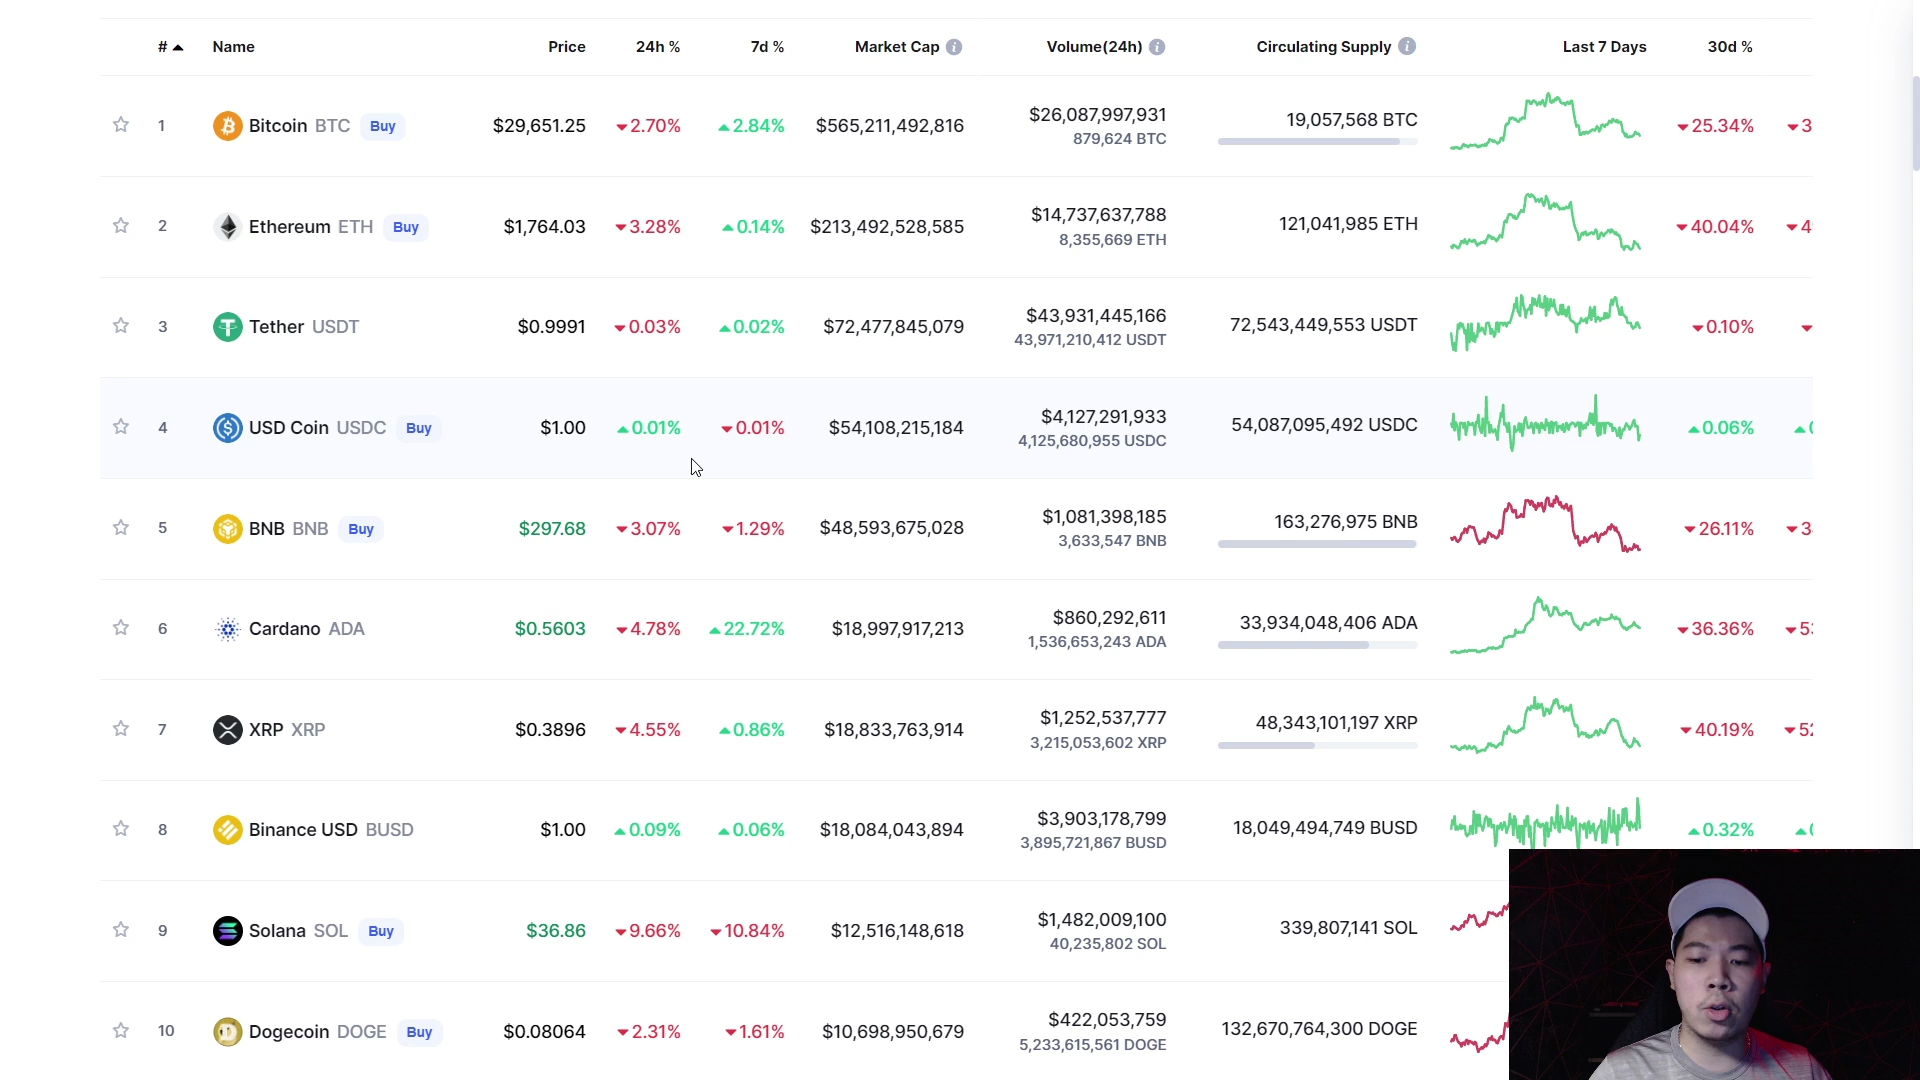 # Name Price 24h % 7d % Market Cap Volume(24h) Circulating Supply Last 7 Days 30d %
1 Bitcoin BTC Buy $29,651.25 2.70% 2.84% $565,211,492,816 $26,087,997,931 19,057,568 BTC 25.34% 3
879,624 BTC
2 Ethereum ETH Buy $1,764.03 3.28% 0.14% $213,492,528,585 $14,737,637,788 121,041,985 ETH 40.04% 4
8,355,669 ETH
3 Tether USDT $0.9991 0.03% 0.02% $72,477,845,079 $43,931,445,166 72,543,449,553 USDT 0.10%
43,971,210,412 USDT
4 USD Coin USDC Buy $1.00 0.01% 0.01% $54,108,215,184 $4,127,291,933 54,087,095,492 USDC 0.06%
4,125,680,955 USDC
5 BNB BNB Buy $297.68 3.07% 1.29% $48,593,675,028 $1,081,398,185 163,276,975 BNB 26.11% 3
3,633,547 BNB
6 Cardano ADA $0.5603 4.78% 22.72% $18,997,917,213 $860,292,611 33,934,048,406 ADA 36.36% 53
1,536,653,243 ADA
7 XRP XRP $0.3896 4.55% 0.86% $18,833,763,914 $1,252,537,777 48,343,101,197 XRP 40.19% 52
3,215,053,602 XRP
8 Binance USD BUSD $1.00 0.09% 0.06% $18,084,043,894 $3,903,178,799 18,049,494,749 BUSD 0.32%
3,895,721,867 BUSD
9 Solana SOL Buy $36.86 9.66% 10.84% $12,516,148,618 $1,482,009,100 339,807,141 SOL
40,235,802 SOL
10 Dogecoin DOGE Buy $0.08064 2.31% 1.61% $10,698,950,679 $422,053,759 132,670,764,300 DOGE
5,233,615,561 DOGE